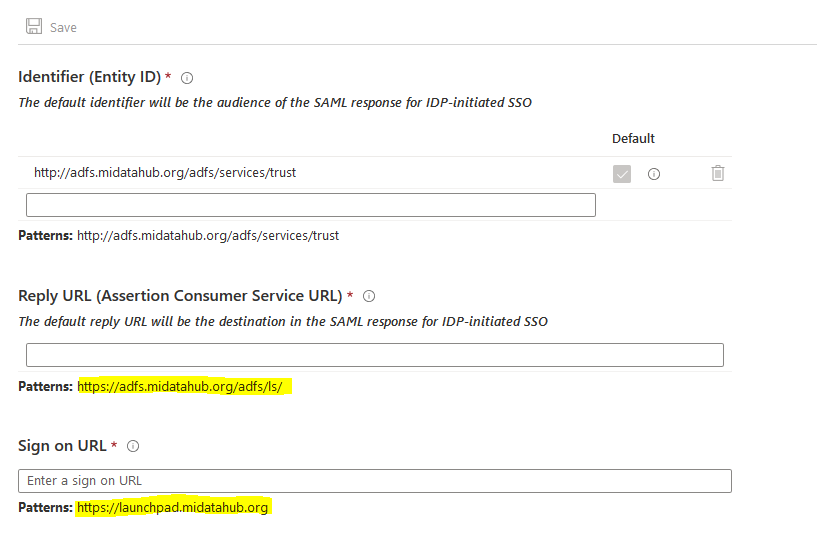 Save
Identifier (Entity ID) *
The default identifier will be the audience of the SAML response for IDP-initiated SSO
Default
http://adfs.midatahub.org/adfs/services/trust
Patterns: http://adfs.midatahub.org/adfs/services/trust
Reply URL (Assertion Consumer Service URL) *
The default reply URL will be the destination in the SAML response for IDP-initiated SSO
Patterns: https://adfs.midatahub.org/adfs/ls/
Sign on URL *
Enter a sign on URL
Patterns: https://launchpad.midatahub.org